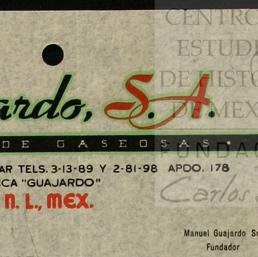 CENTRO
ESTUDI
DE HISTO
DE MEX
FUNDAC
Carlos
ardo, S. A.
DE GASEOSAS.
AR TELS. 3-13-89 Y 2-81-98 APDO. 178
CA "GUAJARDO"
N. L., MEX.
Manuel Guajardo S
Fundador